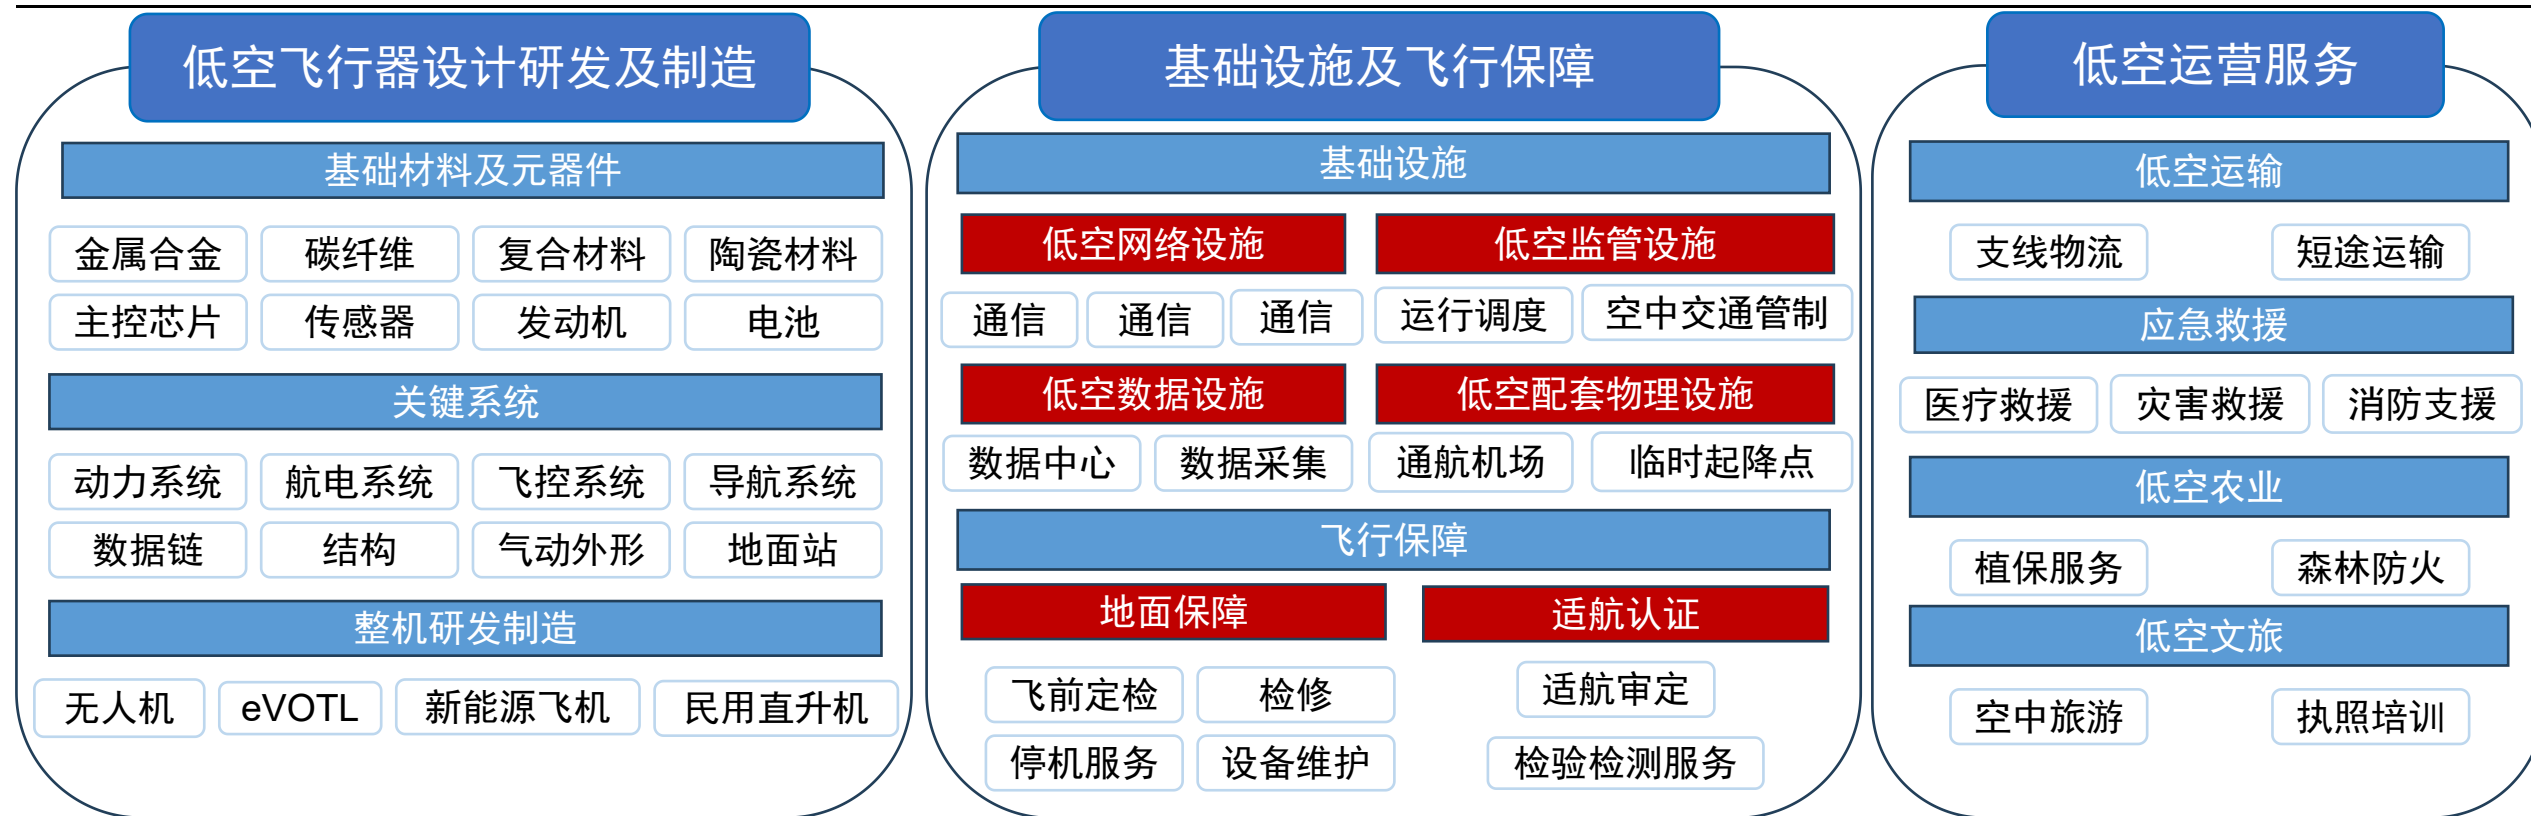 低空飞行器设计研发及制造
基础材料及元器件
金属合金 碳纤维 复合材料 陶瓷材料
主控芯片 传感器 发动机 电池
关键系统
动力系统 航电系统 飞控系统 导航系统
数据链 结构 气动外形 地面站
整机研发制造
无人机 eVOTL 新能源飞机 民用直升机
基础设施及飞行保障
基础设施
低空网络设施 低空监管设施
通信 通信 通信 运行调度 空中交通管制
低空数据设施 低空配套物理设施
数据中心 数据采集 通航机场 临时起降点
飞行保障
地面保障 适航认证
飞前定检 检修 适航审定
停机服务 设备维护 检验检测服务
低空运营服务
低空运输
支线物流 短途运输
应急救援
医疗救援 灾害救援 消防支援
低空农业
植保服务 森林防火
低空文旅
空中旅游 执照培训